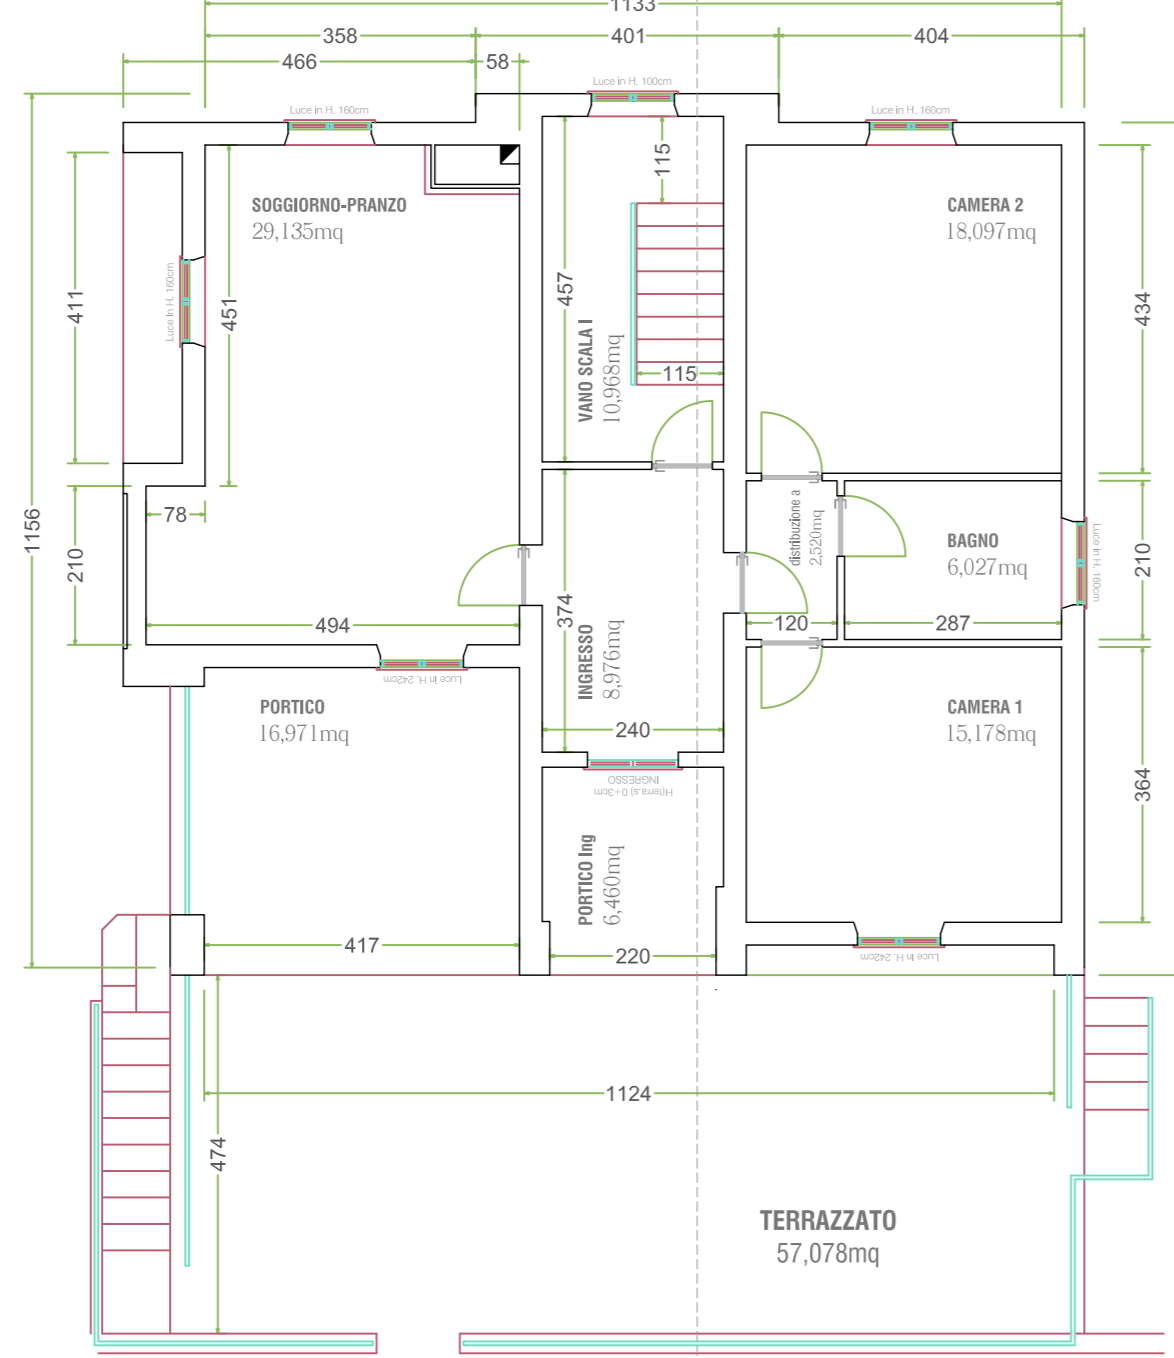 1133
358
401
404
466
58
Luce in H. 100cm
Luce in H. 160cm
Luce in H. 160cm
115
SOGGIORNO-PRANZO
29,135mq
CAMERA 2
18,097mq
411
Luce in H. 160cm
451
457
434
VANO SCALA I
10,968mq
115
1156
78
210
distribuzione a
2,520mq
BAGNO
6,027mq
Luce in H. 160cm
210
494
374
INGRESSO
8,976mq
120
287
Luce in H. 242cm
PORTICO
16,971mq
CAMERA 1
15,178mq
240
INGRESSO
H(terra.s) 0+3cm
364
PORTICO Ing
6,460mq
417
220
Luce in H. 242cm
1124
474
TERRAZZATO
57,078mq